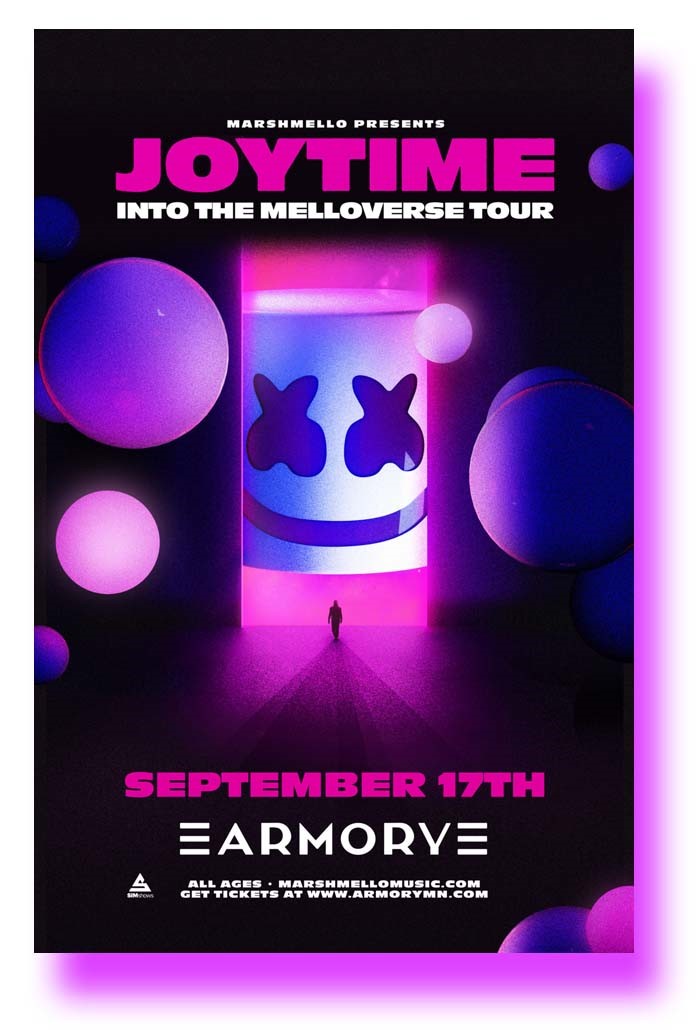 MARSHMELLO PRESENTS
JOYTIME
INTO THE MELLOVERSE TOUR
SEPTEMBER 17TH
ARMORY
ALL AGES · MARSHMELLOMUSIC.COM
GET TICKETS AT WWW.ARMORYMN.COM
SIMshows